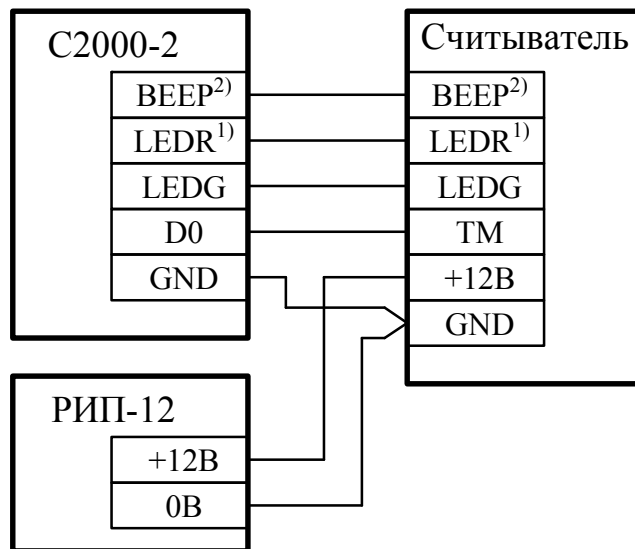 С2000-2
BEEP2)
LEDR1)
LEDG
D0
GND
Считыватель
BEEP2)
LEDR1)
LEDG
TM
+12В
GND
РИП-12
+12В
0В